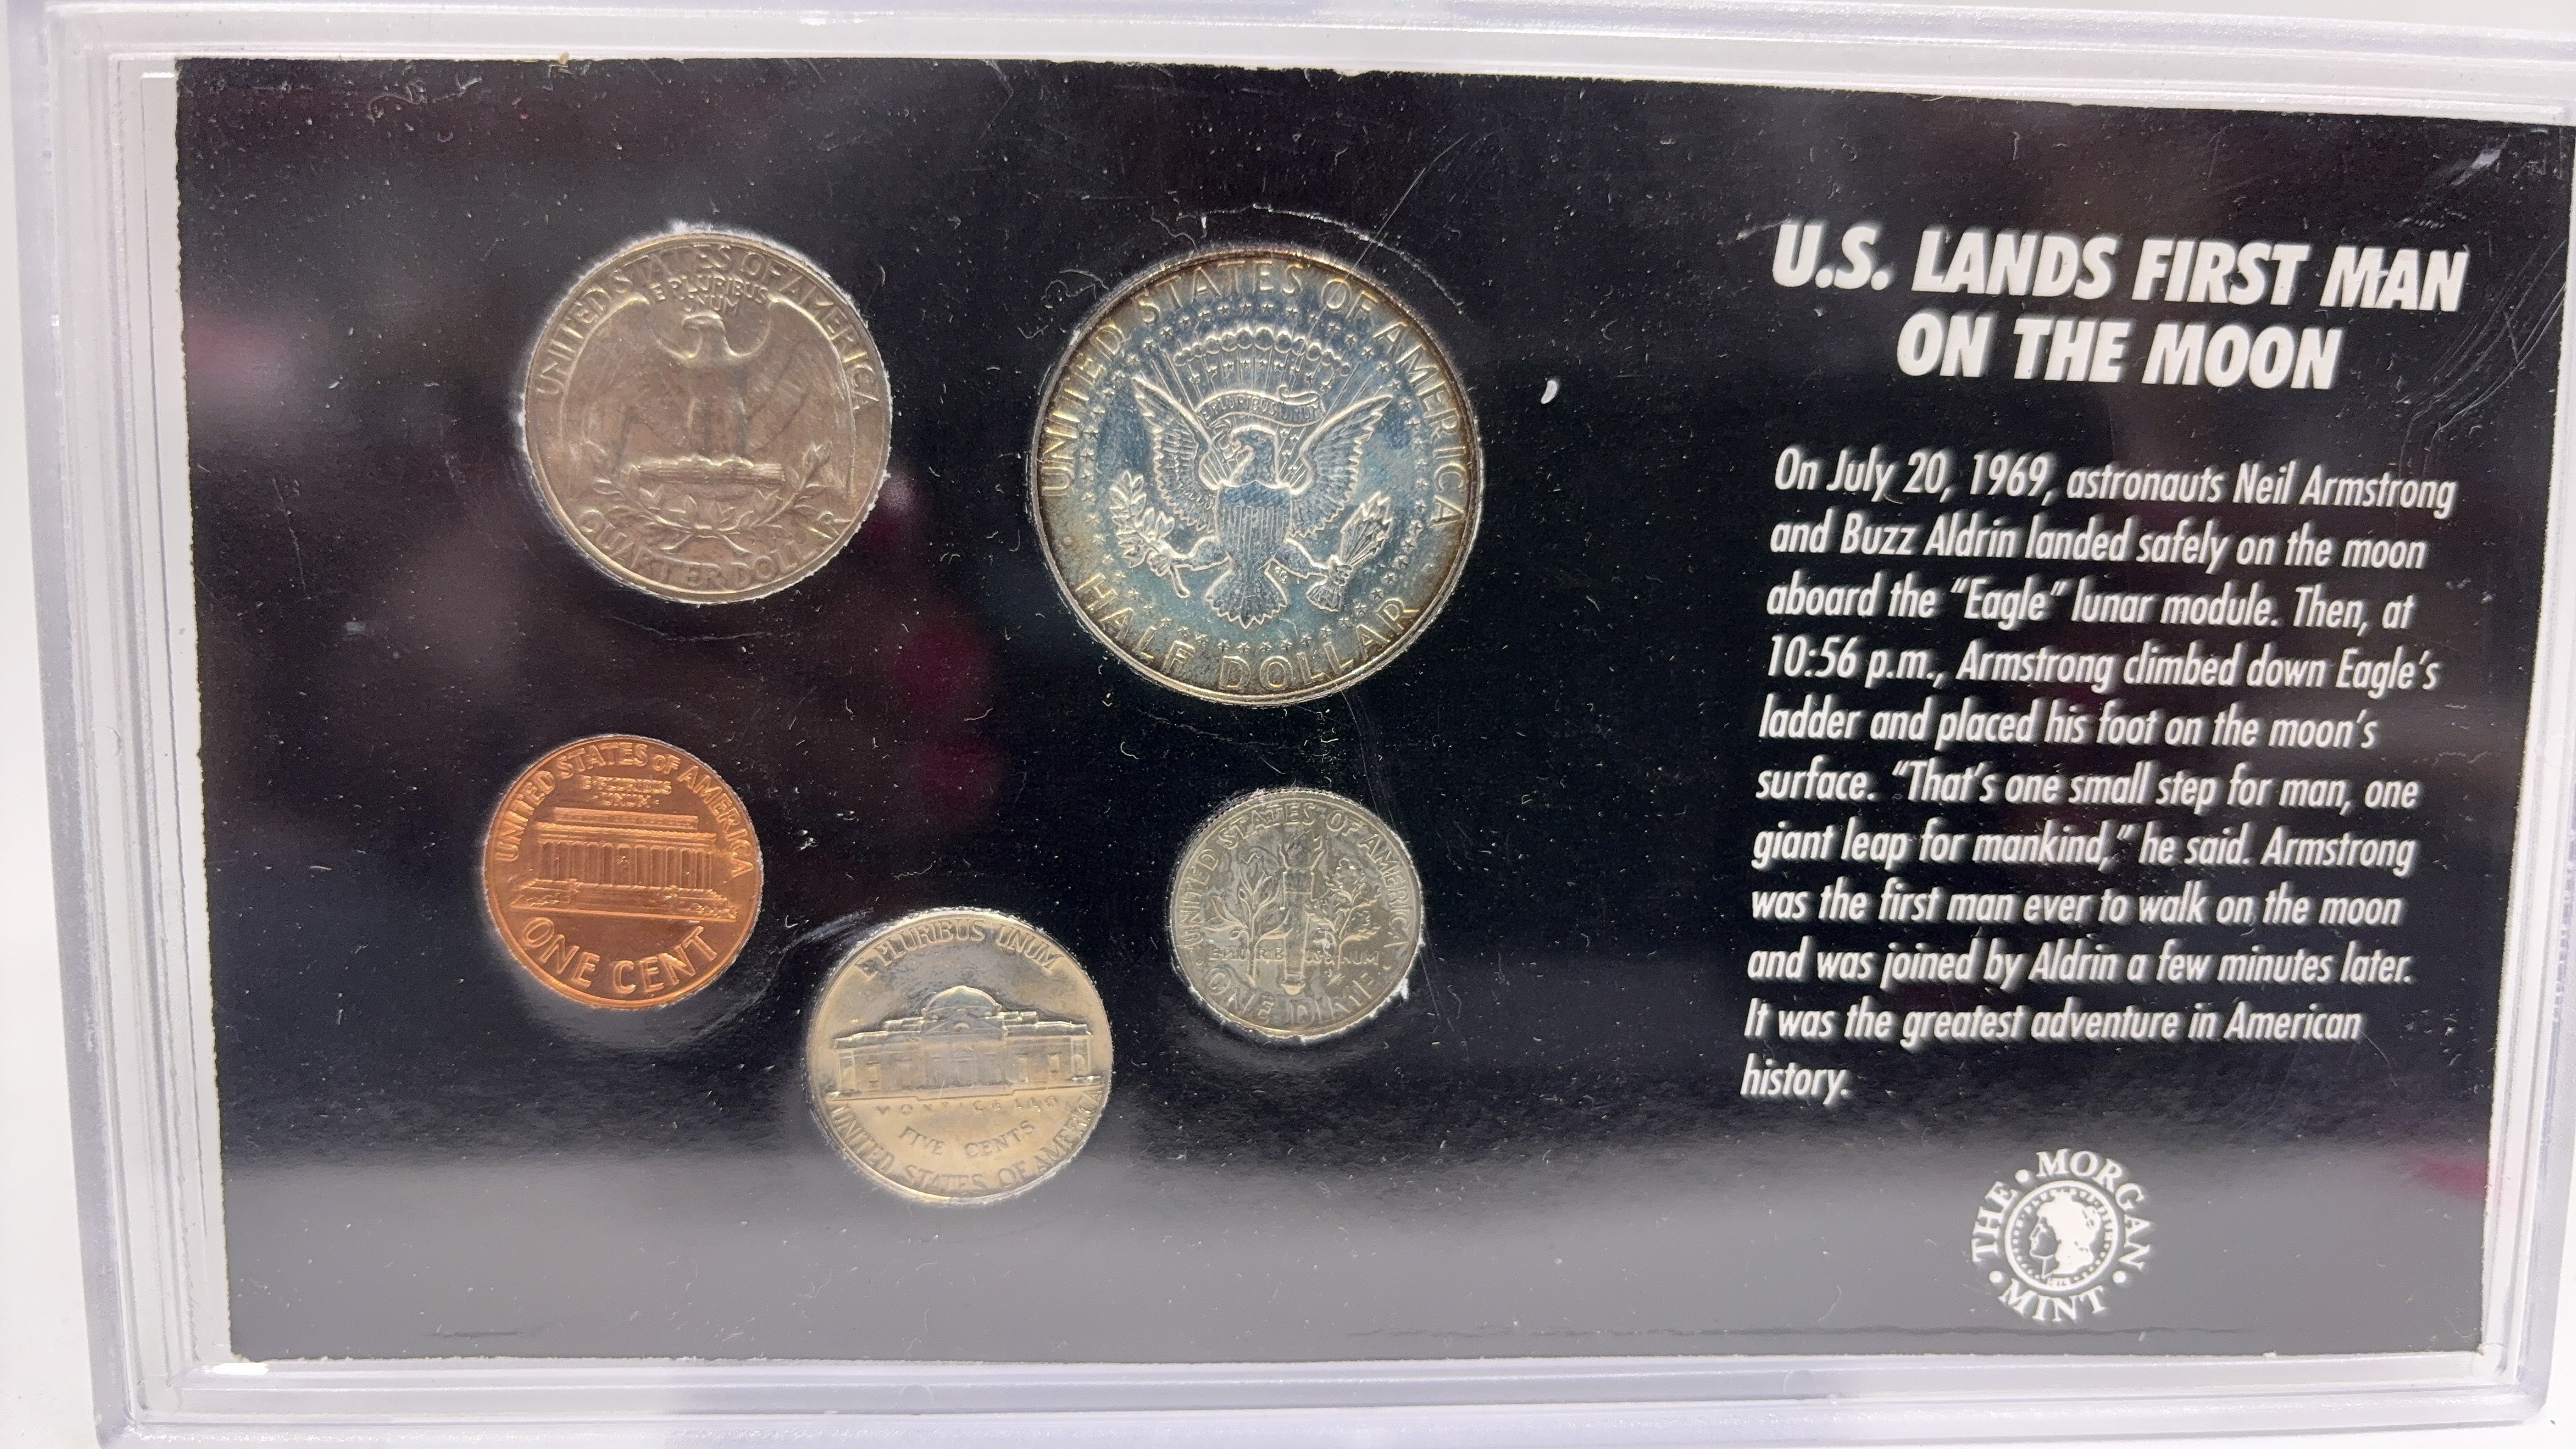 UNITED STATES OF AMERICA
E PLURIBUS
UNUM
QUARTER DOLLAR
UNITED STATES OF AMERICA
E PLURIBUS UNUM
HALF DOLLAR
UNITED STATES OF AMERICA
E·PLURIBUS
·UNUM·
ONE CENT
E PLURIBUS UNUM
MONTICELLO
FIVE CENTS
UNITED STATES OF AMERICA
UNITED STATES OF AMERICA
E PLURIBUS UNUM
ONE DIME
U.S. LANDS FIRST MAN
ON THE MOON
On July 20, 1969, astronauts Neil Armstrong
and Buzz Aldrin landed safely on the moon
aboard the “Eagle” lunar module. Then, at
10:56 p.m., Armstrong climbed down Eagle’s
ladder and placed his foot on the moon’s
surface. “That’s one small step for man, one
giant leap for mankind,” he said. Armstrong
was the first man ever to walk on the moon
and was joined by Aldrin a few minutes later.
It was the greatest adventure in American
history.
THE • MORGAN • MINT •